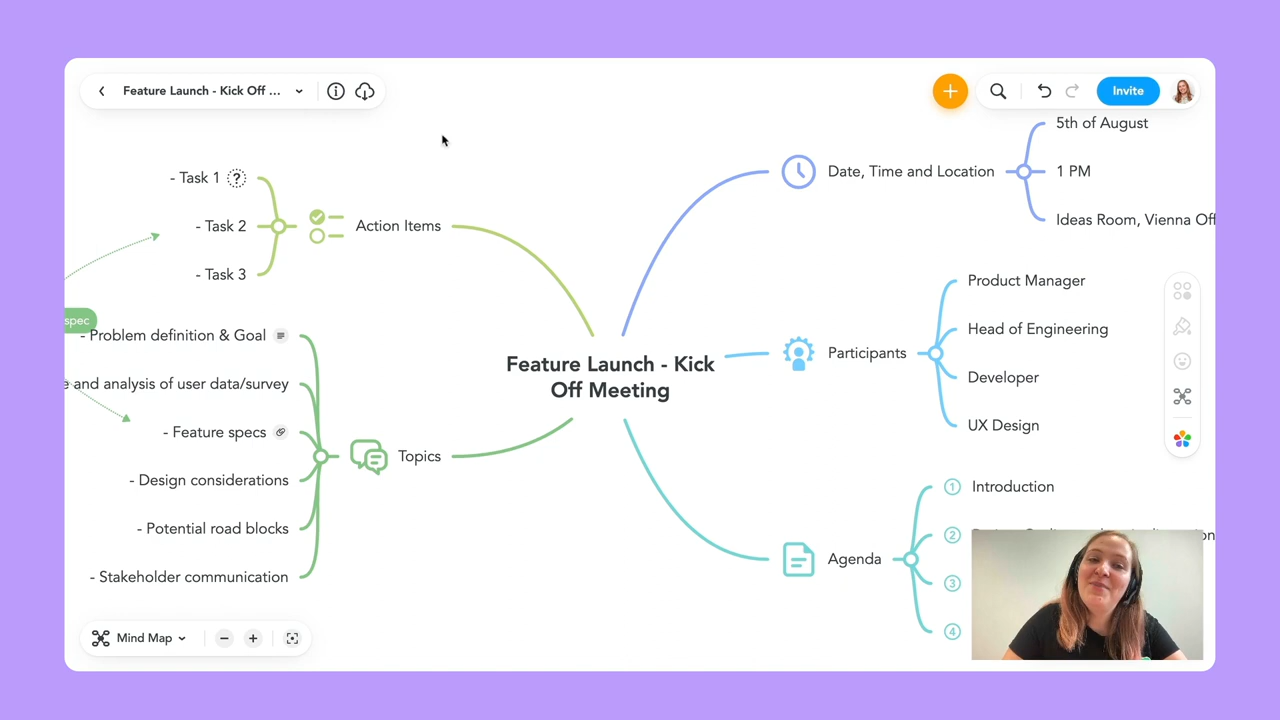 Feature Launch - Kick Off ...
Invite
- Task 1
- Task 2
- Task 3
Action Items
spec
- Problem definition & Goal
and analysis of user data/survey
- Feature specs
- Design considerations
- Potential road blocks
- Stakeholder communication
Topics
Feature Launch - Kick
Off Meeting
Date, Time and Location
5th of August
1 PM
Ideas Room, Vienna Off
Participants
Product Manager
Head of Engineering
Developer
UX Design
Agenda
1 Introduction
2
3
4
Mind Map